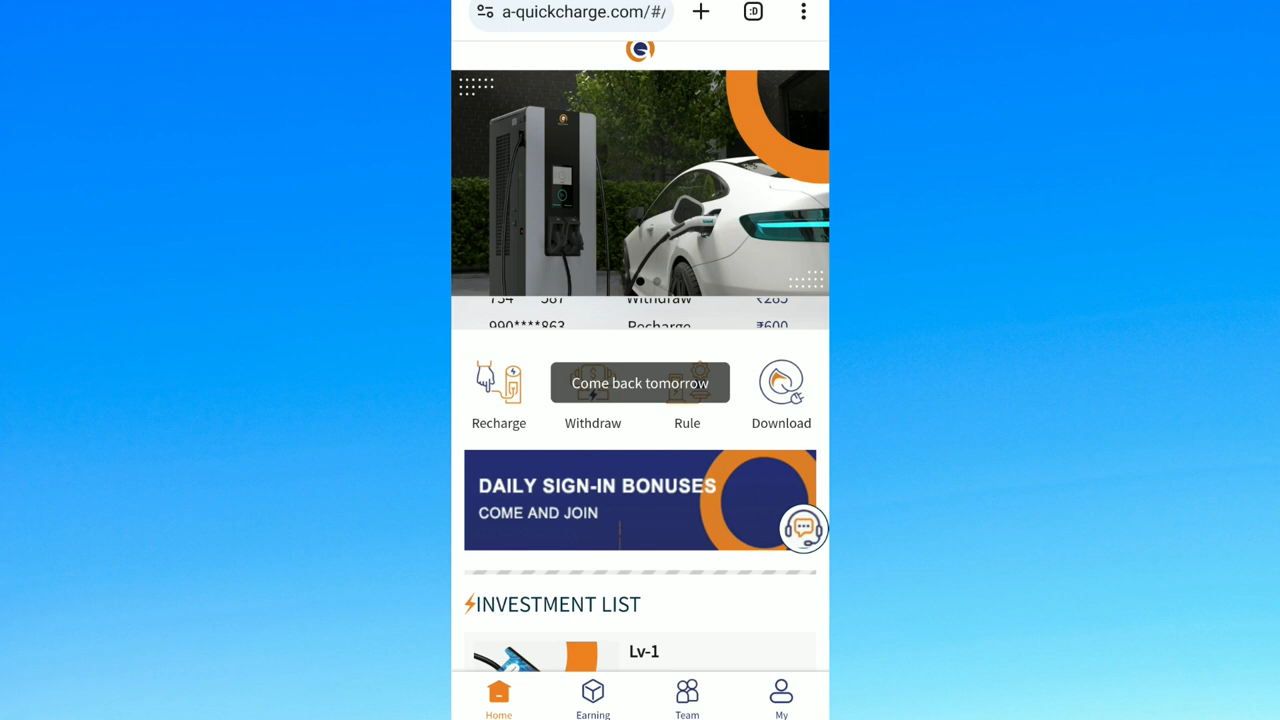 a-quickcharge.com/#/
:D
734****587 Withdraw ₹285
990****863 Recharge ₹600
Come back tomorrow
Recharge Withdraw Rule Download
DAILY SIGN-IN BONUSES
COME AND JOIN
INVESTMENT LIST
Lv-1
Home Earning Team My